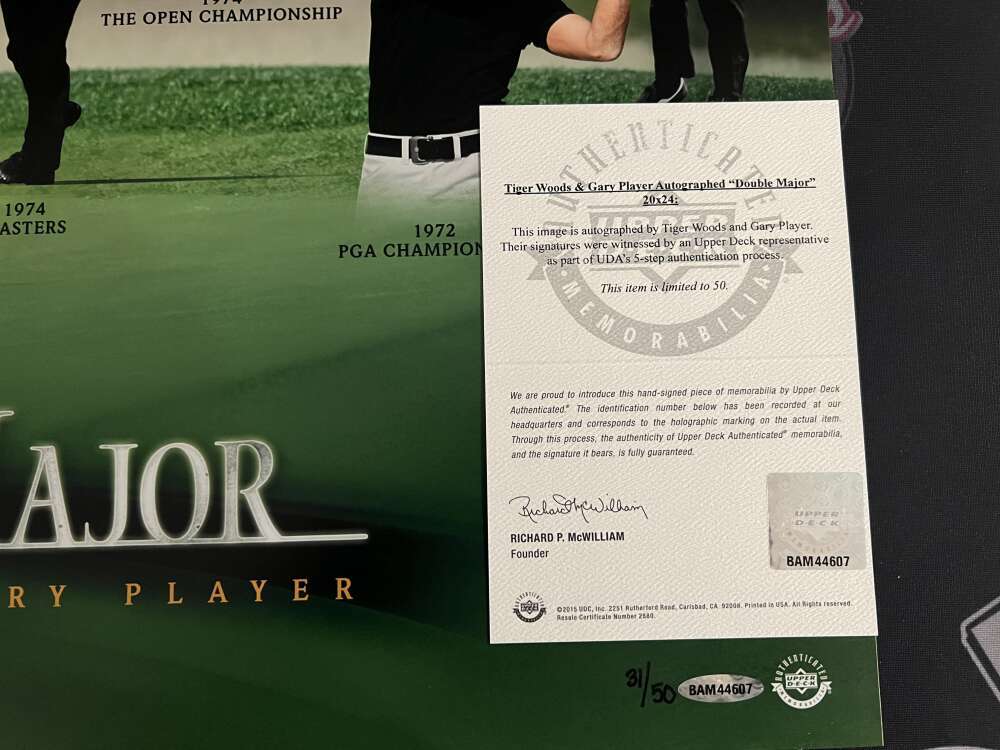 1974
THE OPEN CHAMPIONSHIP
1974
ASTERS
1972
PGA CHAMPION
MAJOR
RY PLAYER
AUTHENTICATED
UPPER DECK
MEMORABILIA
Tiger Woods & Gary Player Autographed “Double Major”
20x24:
This image is autographed by Tiger Woods and Gary Player.
Their signatures were witnessed by an Upper Deck representative
as part of UDA's 5-step authentication process.
This item is limited to 50.
We are proud to introduce this hand-signed piece of memorabilia by Upper Deck
Authenticated.® The identification number below has been recorded at our
headquarters and corresponds to the holographic marking on the actual item.
Through this process, the authenticity of Upper Deck Authenticated® memorabilia,
and the signature it bears, is fully guaranteed.
Richard P. McWilliam
RICHARD P. McWILLIAM
Founder
UPPER
DECK
BAM44607
©2015 UDC, Inc. 2251 Rutherford Road, Carlsbad, CA 92008. Printed in USA. All Rights reserved.
Resale Certificate Number 2880.
31/50
BAM44607
AUTHENTICATED
UPPER
DECK
MEMORABILIA